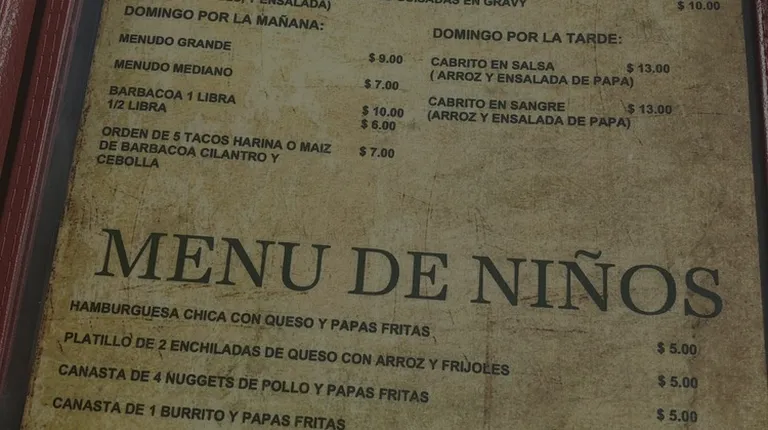 Y ENSALADA)
EN GRAVY
$ 10.00
DOMINGO POR LA MAÑANA:
MENUDO GRANDE
$ 9.00
MENUDO MEDIANO
$ 7.00
BARBACOA 1 LIBRA
$ 10.00
1/2 LIBRA
$ 6.00
ORDEN DE 5 TACOS HARINA O MAIZ
$ 7.00
DE BARBACOA CILANTRO Y
CEBOLLA
DOMINGO POR LA TARDE:
CABRITO EN SALSA
$ 13.00
( ARROZ Y ENSALADA DE PAPA)
CABRITO EN SANGRE
$ 13.00
(ARROZ Y ENSALADA DE PAPA)
MENU DE NIÑOS
HAMBURGUESA CHICA CON QUESO Y PAPAS FRITAS
$ 5.00
PLATILLO DE 2 ENCHILADAS DE QUESO CON ARROZ Y FRIJOLES
$ 5.00
CANASTA DE 4 NUGGETS DE POLLO Y PAPAS FRITAS
$ 5.00
CANASTA DE 1 BURRITO Y PAPAS FRITAS